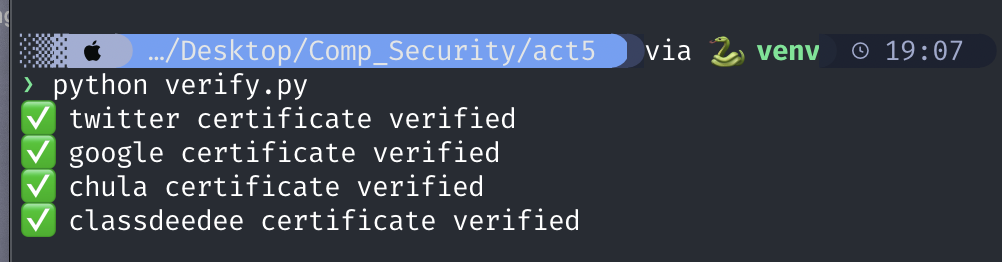 …/Desktop/Comp_Security/act5 via 🐍 venv 19:07
❯ python verify.py
✅ twitter certificate verified
✅ google certificate verified
✅ chula certificate verified
✅ classdeedee certificate verified